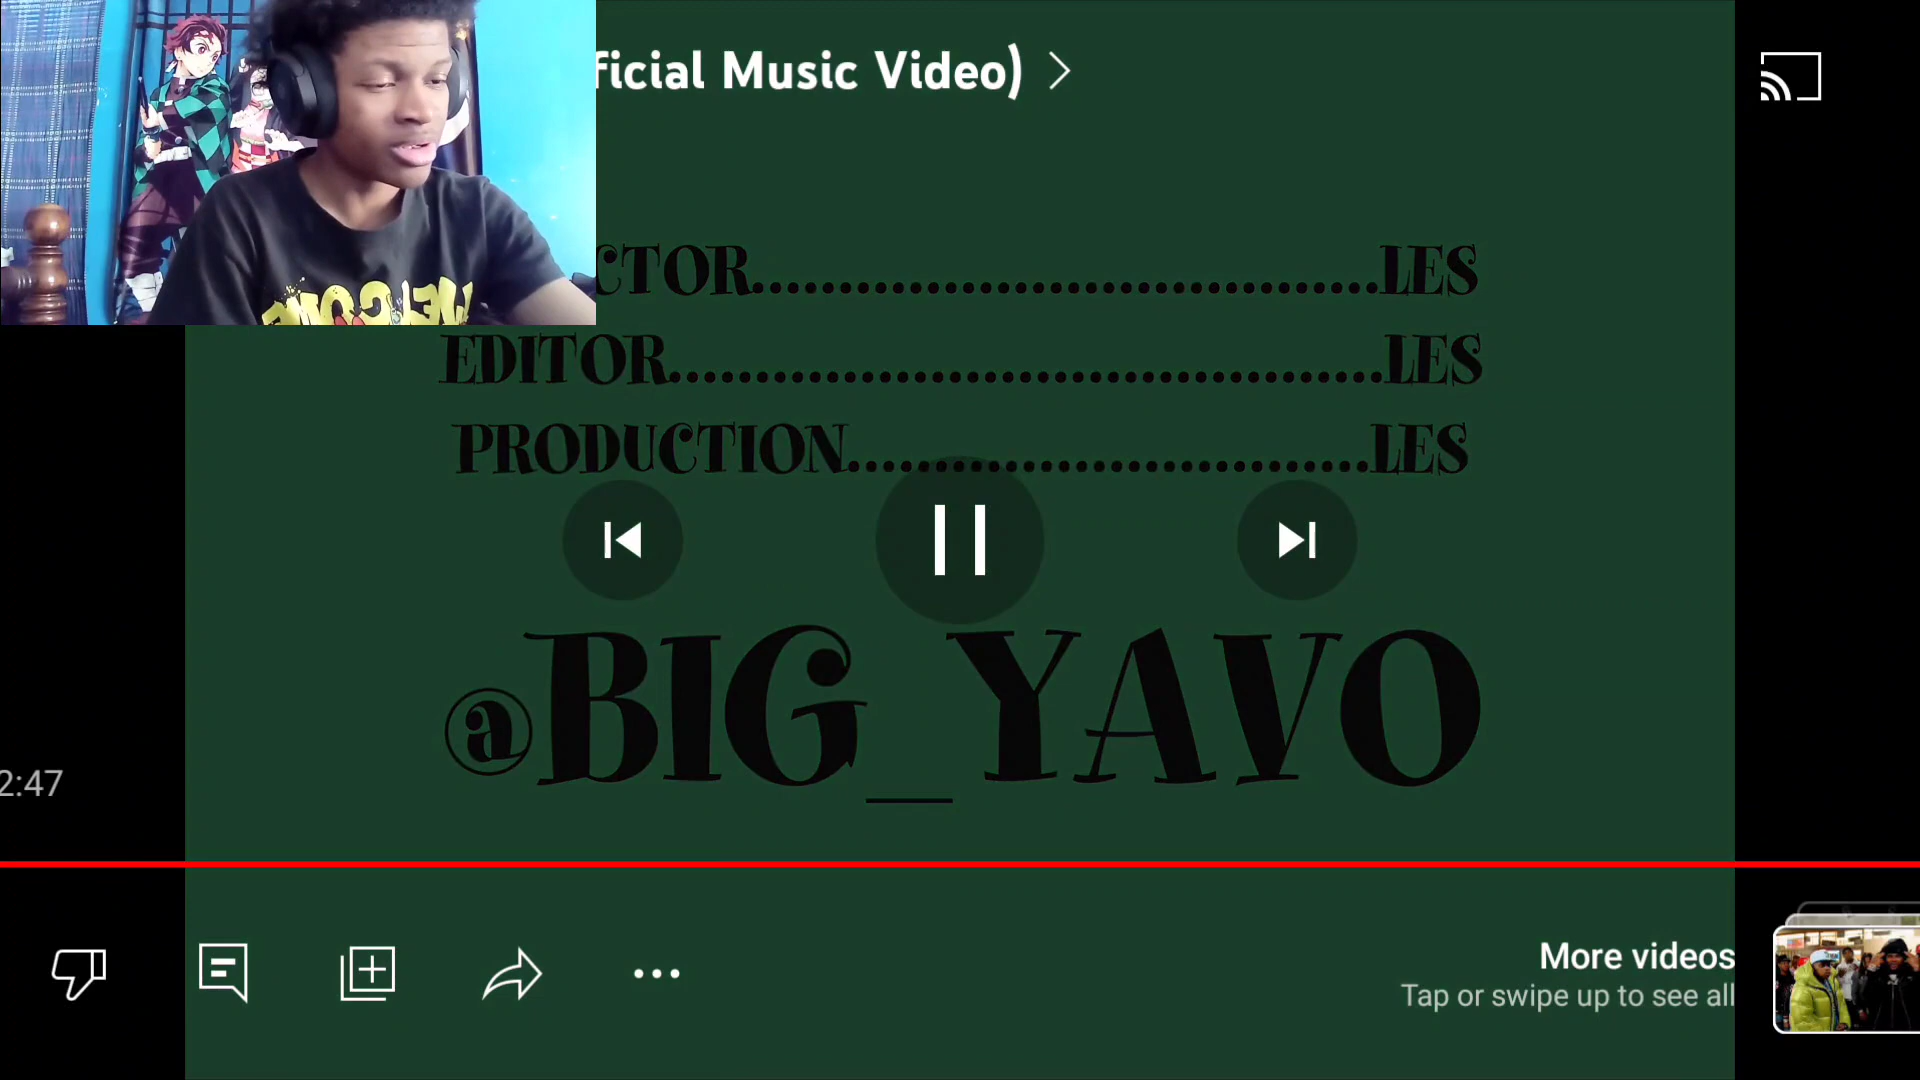 ficial Music Video)
CTOR....................................LES
EDITOR....................................LES
PRODUCTION....................................LES
@BIG_YAVO
2:47
More videos
Tap or swipe up to see all